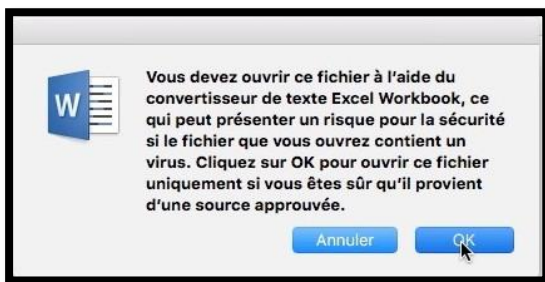 W
Vous devez ouvrir ce fichier à l'aide du
convertisseur de texte Excel Workbook, ce
qui peut présenter un risque pour la sécurité
si le fichier que vous ouvrez contient un
virus. Cliquez sur OK pour ouvrir ce fichier
uniquement si vous êtes sûr qu'il provient
d'une source approuvée.
Annuler OK